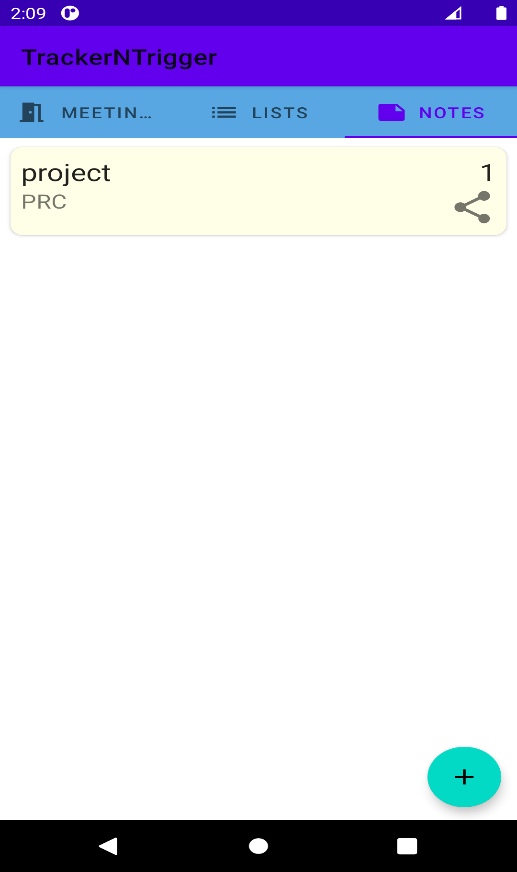 2:09
TrackerNTrigger
MEETIN... LISTS NOTES
project 1
PRC